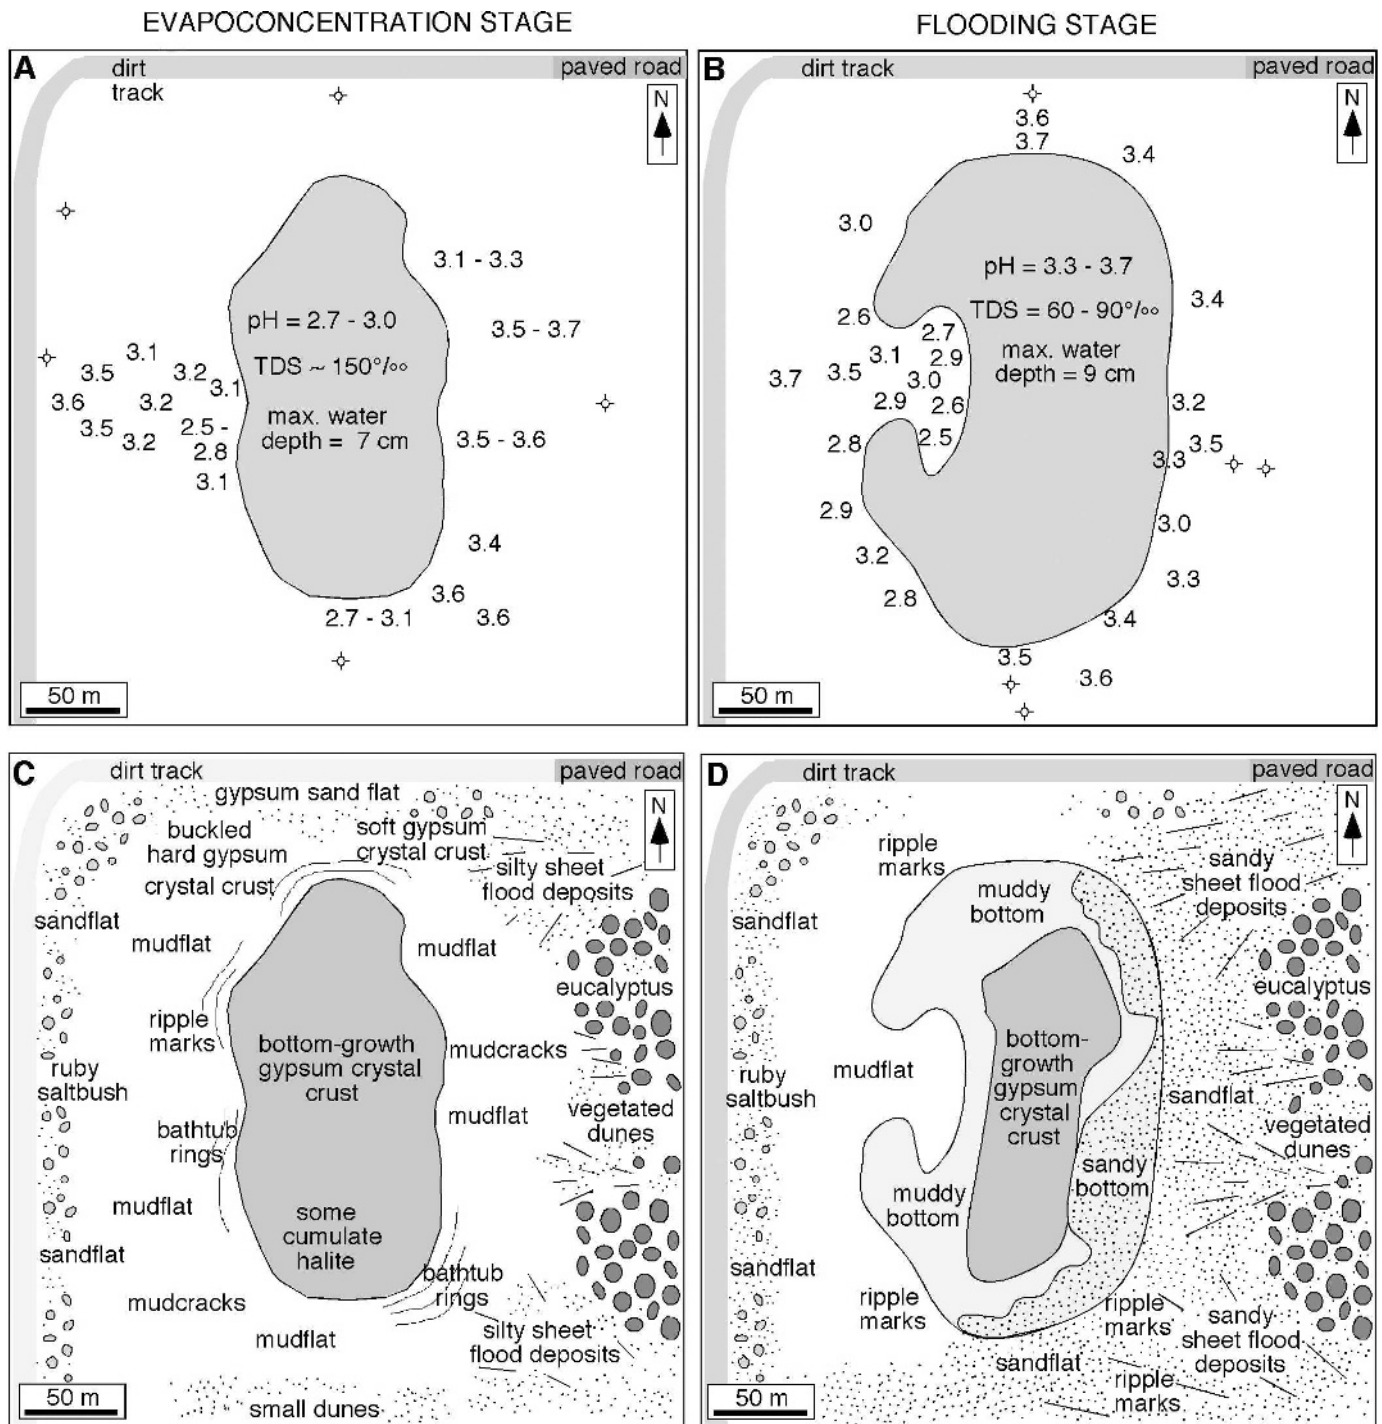 EVAPOCONCENTRATION STAGE
FLOODING STAGE
A
dirt
track
paved road
N
3.1 - 3.3
pH = 2.7 - 3.0
3.5 - 3.7
TDS ~ 150°/∞
3.1
3.5
3.2
3.1
3.6
3.2
max. water
depth = 7 cm
3.5
3.2
2.5 -
2.8
3.5 - 3.6
3.1
3.4
3.6
2.7 - 3.1
3.6
50 m
B
dirt track
paved road
N
3.6
3.7
3.4
3.0
pH = 3.3 - 3.7
TDS = 60 - 90°/∞
3.4
2.6
2.7
3.1
2.9
max. water
depth = 9 cm
3.7
3.5
3.0
2.9
2.6
3.2
2.8
2.5
3.5
3.3
2.9
3.0
3.2
3.3
2.8
3.4
3.5
3.6
50 m
C
dirt track
paved road
gypsum sand flat
N
buckled
hard gypsum
crystal crust
soft gypsum
crystal crust
silty sheet
flood deposits
sandflat
mudflat
mudflat
eucalyptus
ripple
marks
bottom-growth
gypsum crystal
crust
mudcracks
ruby
saltbush
mudflat
vegetated
dunes
bathtub
rings
mudflat
some
cumulate
halite
sandflat
bathtub
rings
mudcracks
mudflat
silty sheet
flood deposits
50 m
small dunes
D
dirt track
paved road
N
ripple
marks
muddy
bottom
sandy
sheet flood
deposits
sandflat
eucalyptus
mudflat
bottom-
growth
gypsum
crystal
crust
ruby
saltbush
sandflat
vegetated
dunes
sandy
bottom
muddy
bottom
sandflat
ripple
marks
ripple
marks
sandy
sheet flood
deposits
sandflat
ripple
marks
50 m